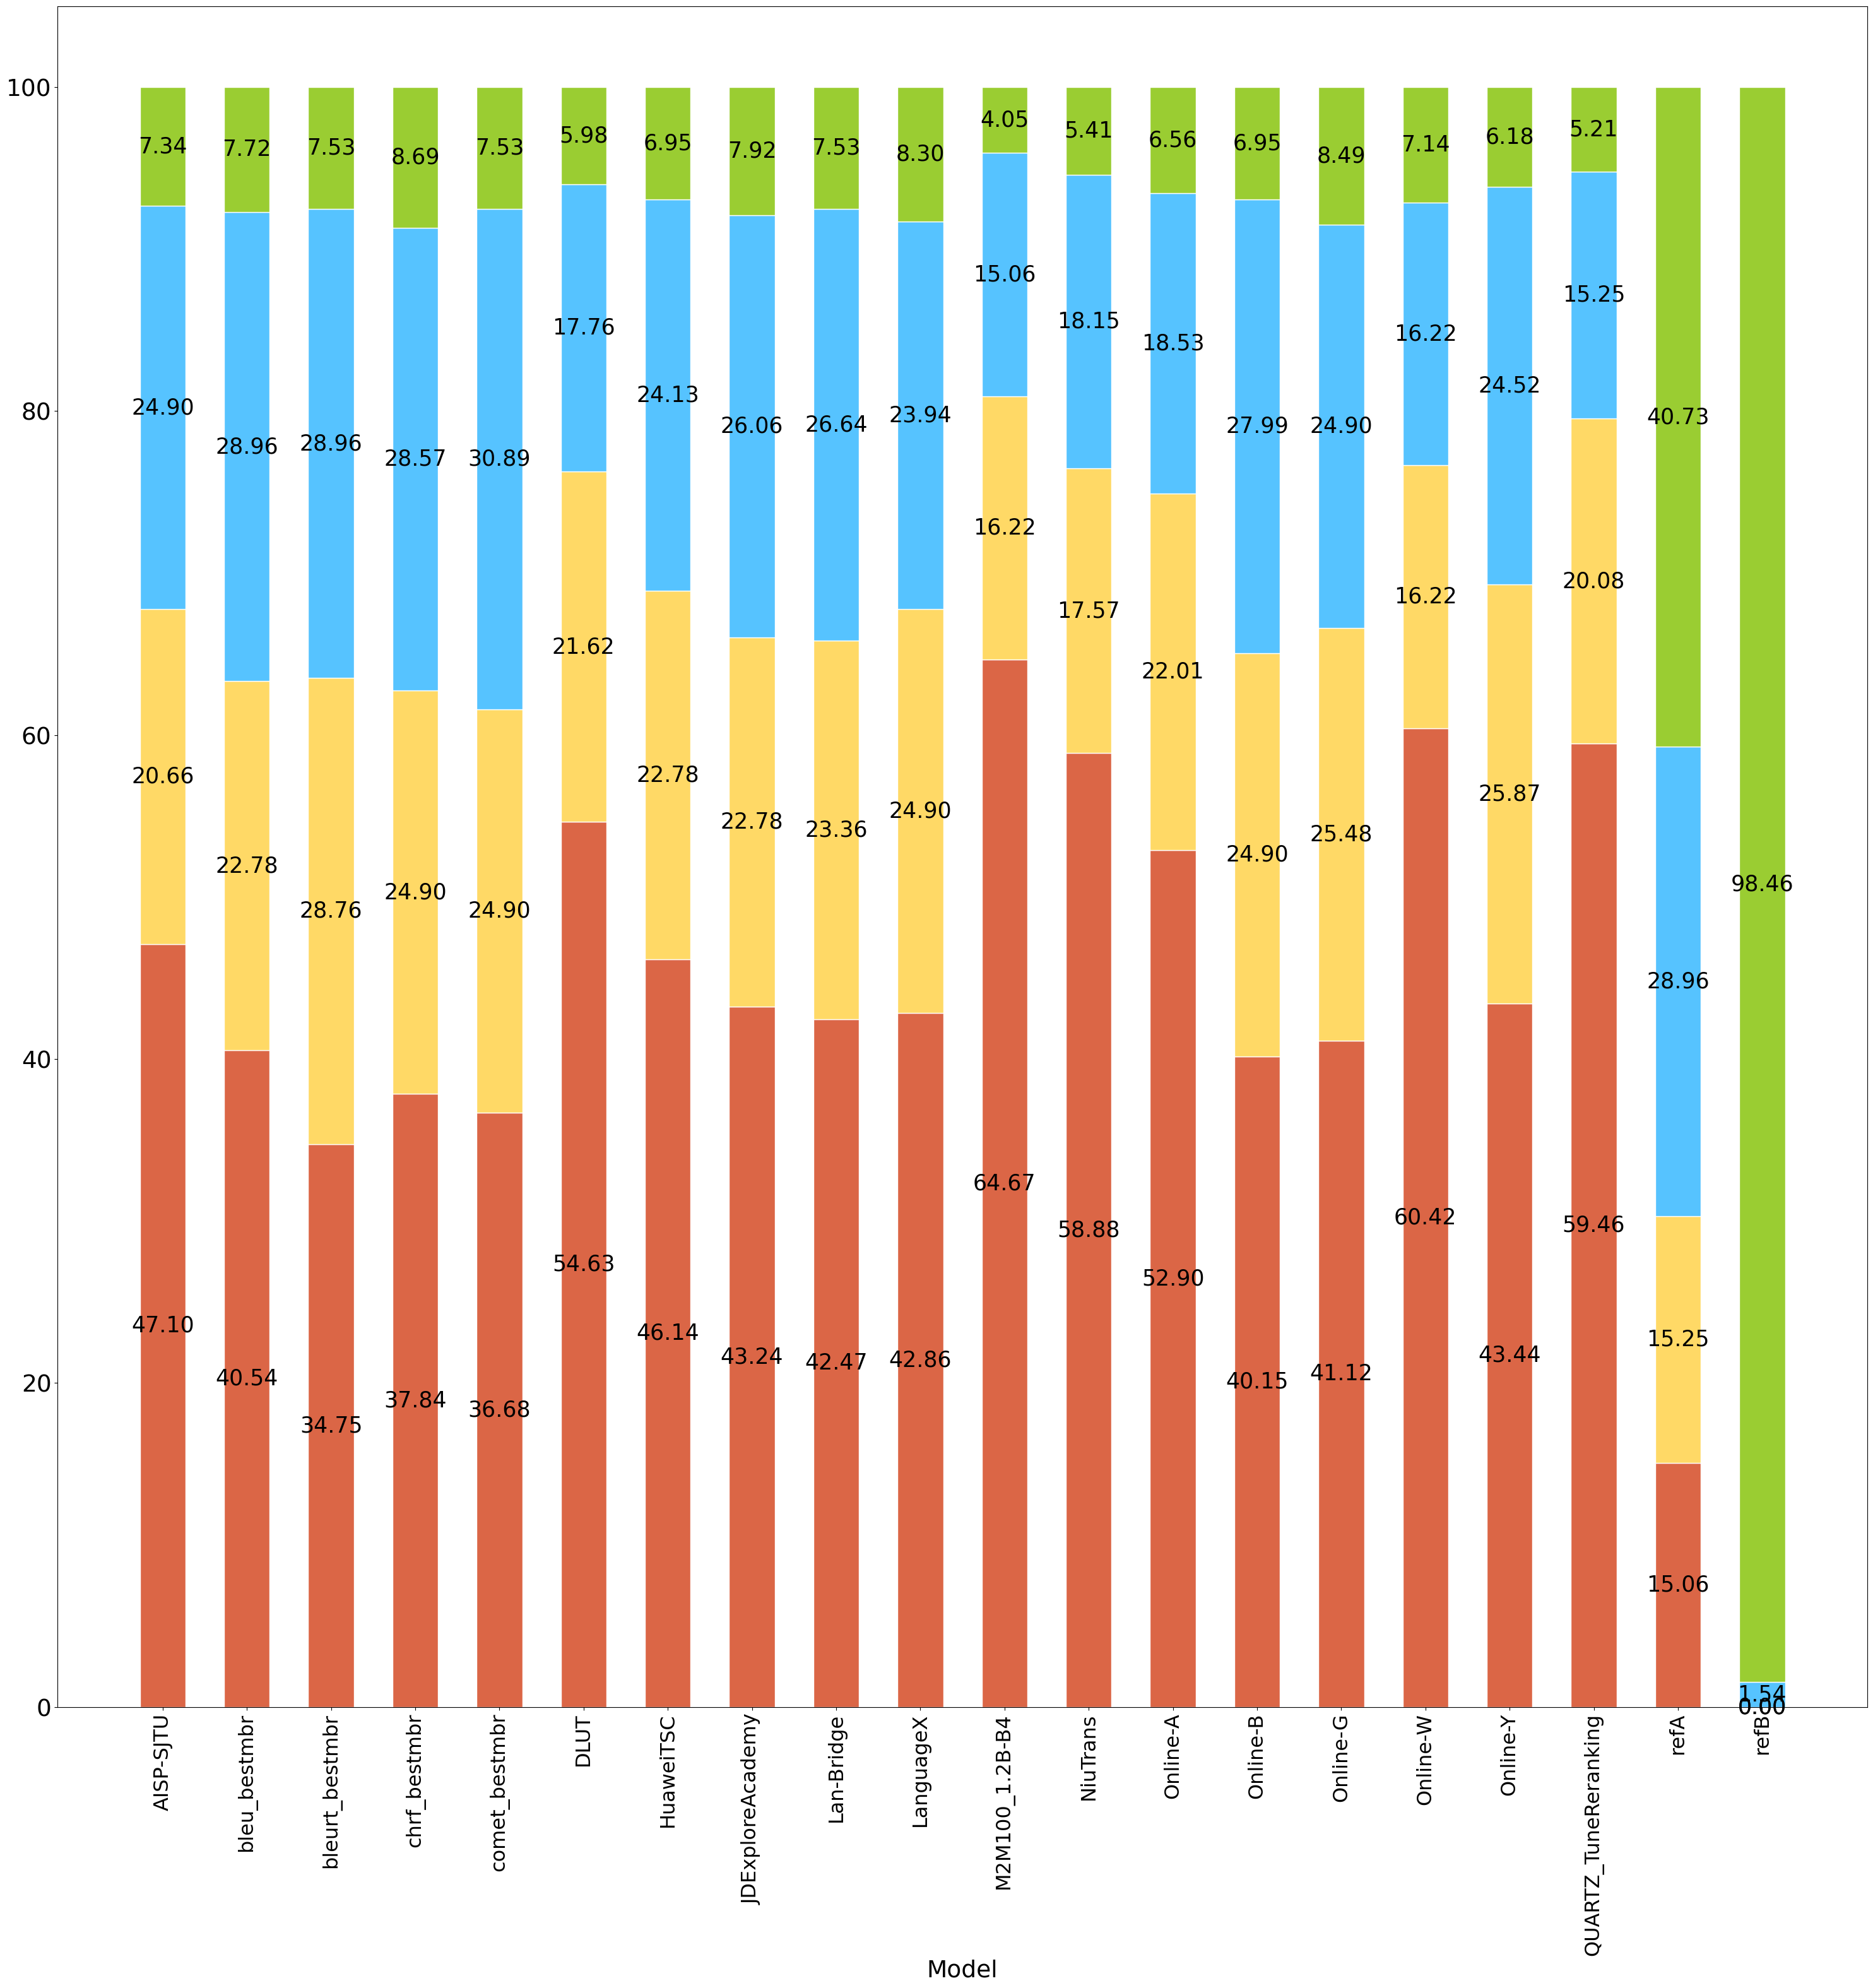 100
80
60
40
20
0
7.34 7.72 7.53 8.69 7.53 5.98 6.95 7.92 7.53 8.30 4.05 5.41 6.56 6.95 8.49 7.14 6.18 5.21 40.73 98.46
24.90 28.96 28.96 28.57 30.89 17.76 24.13 26.06 26.64 23.94 15.06 18.15 18.53 27.99 24.90 16.22 24.52 15.25 28.96 1.54
20.66 22.78 28.76 24.90 24.90 21.62 22.78 22.78 23.36 24.90 16.22 17.57 22.01 24.90 25.48 16.22 25.87 20.08 15.25 0.00
47.10 40.54 34.75 37.84 36.68 54.63 46.14 43.24 42.47 42.86 64.67 58.88 52.90 40.15 41.12 60.42 43.44 59.46 15.06
AISP-SJTU
bleu_bestmbr
bleurt_bestmbr
chrf_bestmbr
comet_bestmbr
DLUT
HuaweiTSC
JDExploreAcademy
Lan-Bridge
LanguageX
M2M100_1.2B-B4
NiuTrans
Online-A
Online-B
Online-G
Online-W
Online-Y
QUARTZ_TuneReranking
refA
refB
Model